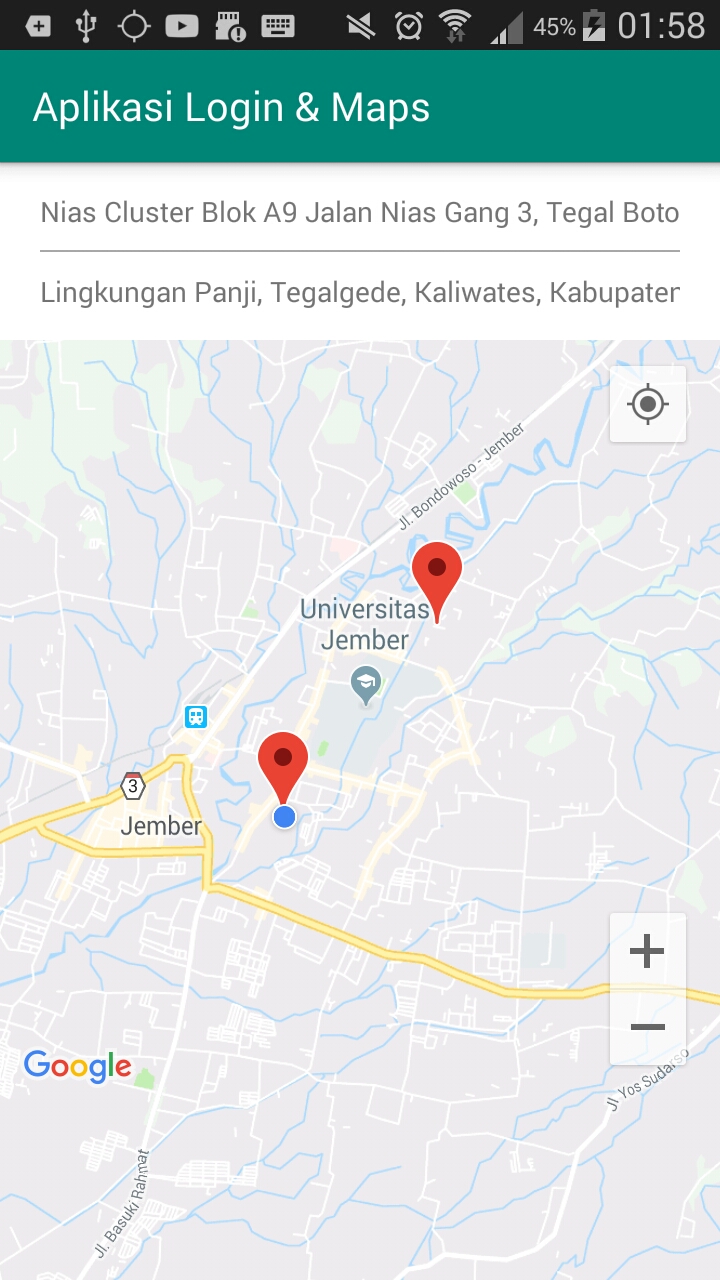 45% 01:58
Aplikasi Login & Maps
Nias Cluster Blok A9 Jalan Nias Gang 3, Tegal Boto
Lingkungan Panji, Tegalgede, Kaliwates, Kabupaten
Jl. Bondowoso - Jember
Universitas
Jember
3
Jember
Google
Jl. Yos Sudarso
Jl. Basuki Rahmat